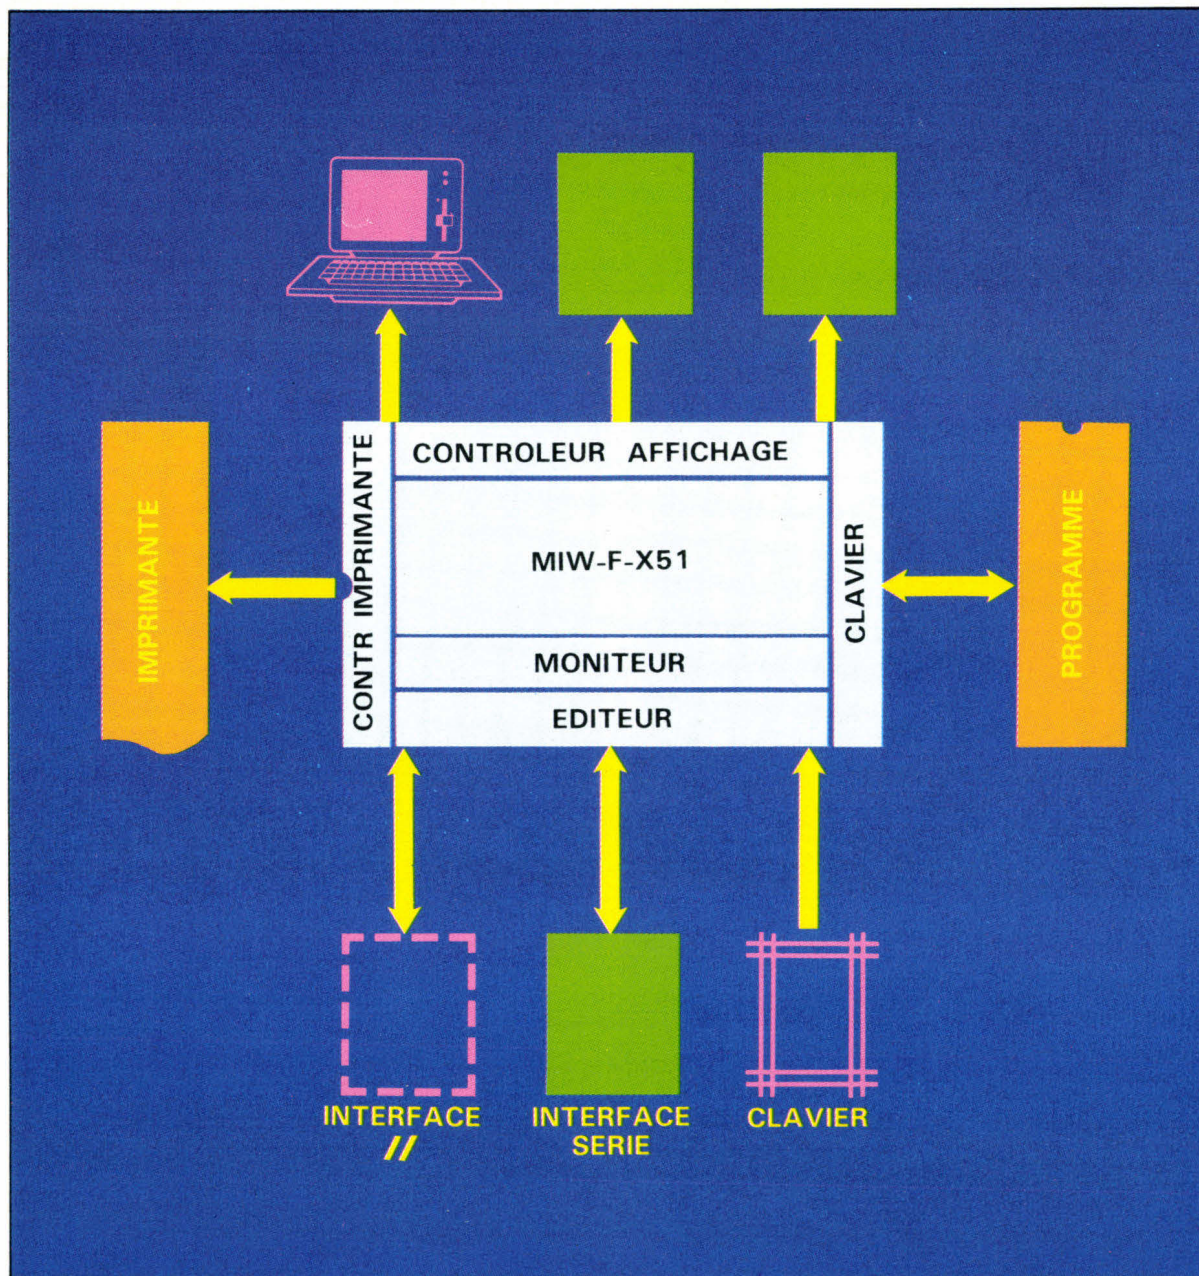 IMPRIMANTE
CONTR IMPRIMANTE
CONTROLEUR AFFICHAGE
MIW-F-X51
MONITEUR
EDITEUR
CLAVIER
PROGRAMME
INTERFACE
//
INTERFACE
SERIE
CLAVIER